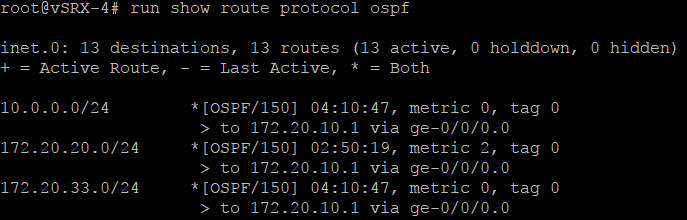 root@vSRX-4# run show route protocol ospf
inet.0: 13 destinations, 13 routes (13 active, 0 holddown, 0 hidden)
+ = Active Route, - = Last Active, * = Both
10.0.0.0/24        *[OSPF/150] 04:10:47, metric 0, tag 0
                    > to 172.20.10.1 via ge-0/0/0.0
172.20.20.0/24     *[OSPF/150] 02:50:19, metric 2, tag 0
                    > to 172.20.10.1 via ge-0/0/0.0
172.20.33.0/24     *[OSPF/150] 04:10:47, metric 0, tag 0
                    > to 172.20.10.1 via ge-0/0/0.0